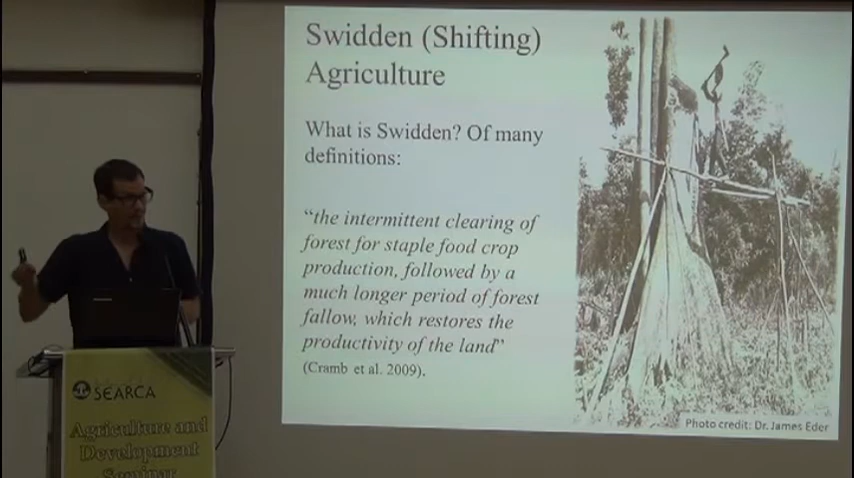 Swidden (Shifting)
Agriculture
What is Swidden? Of many
definitions:
“the intermittent clearing of
forest for staple food crop
production, followed by a
much longer period of forest
fallow, which restores the
productivity of the land”
(Cramb et al. 2009).
Photo credit: Dr. James Eder
SEARCA
Agriculture and
Development
Seminar